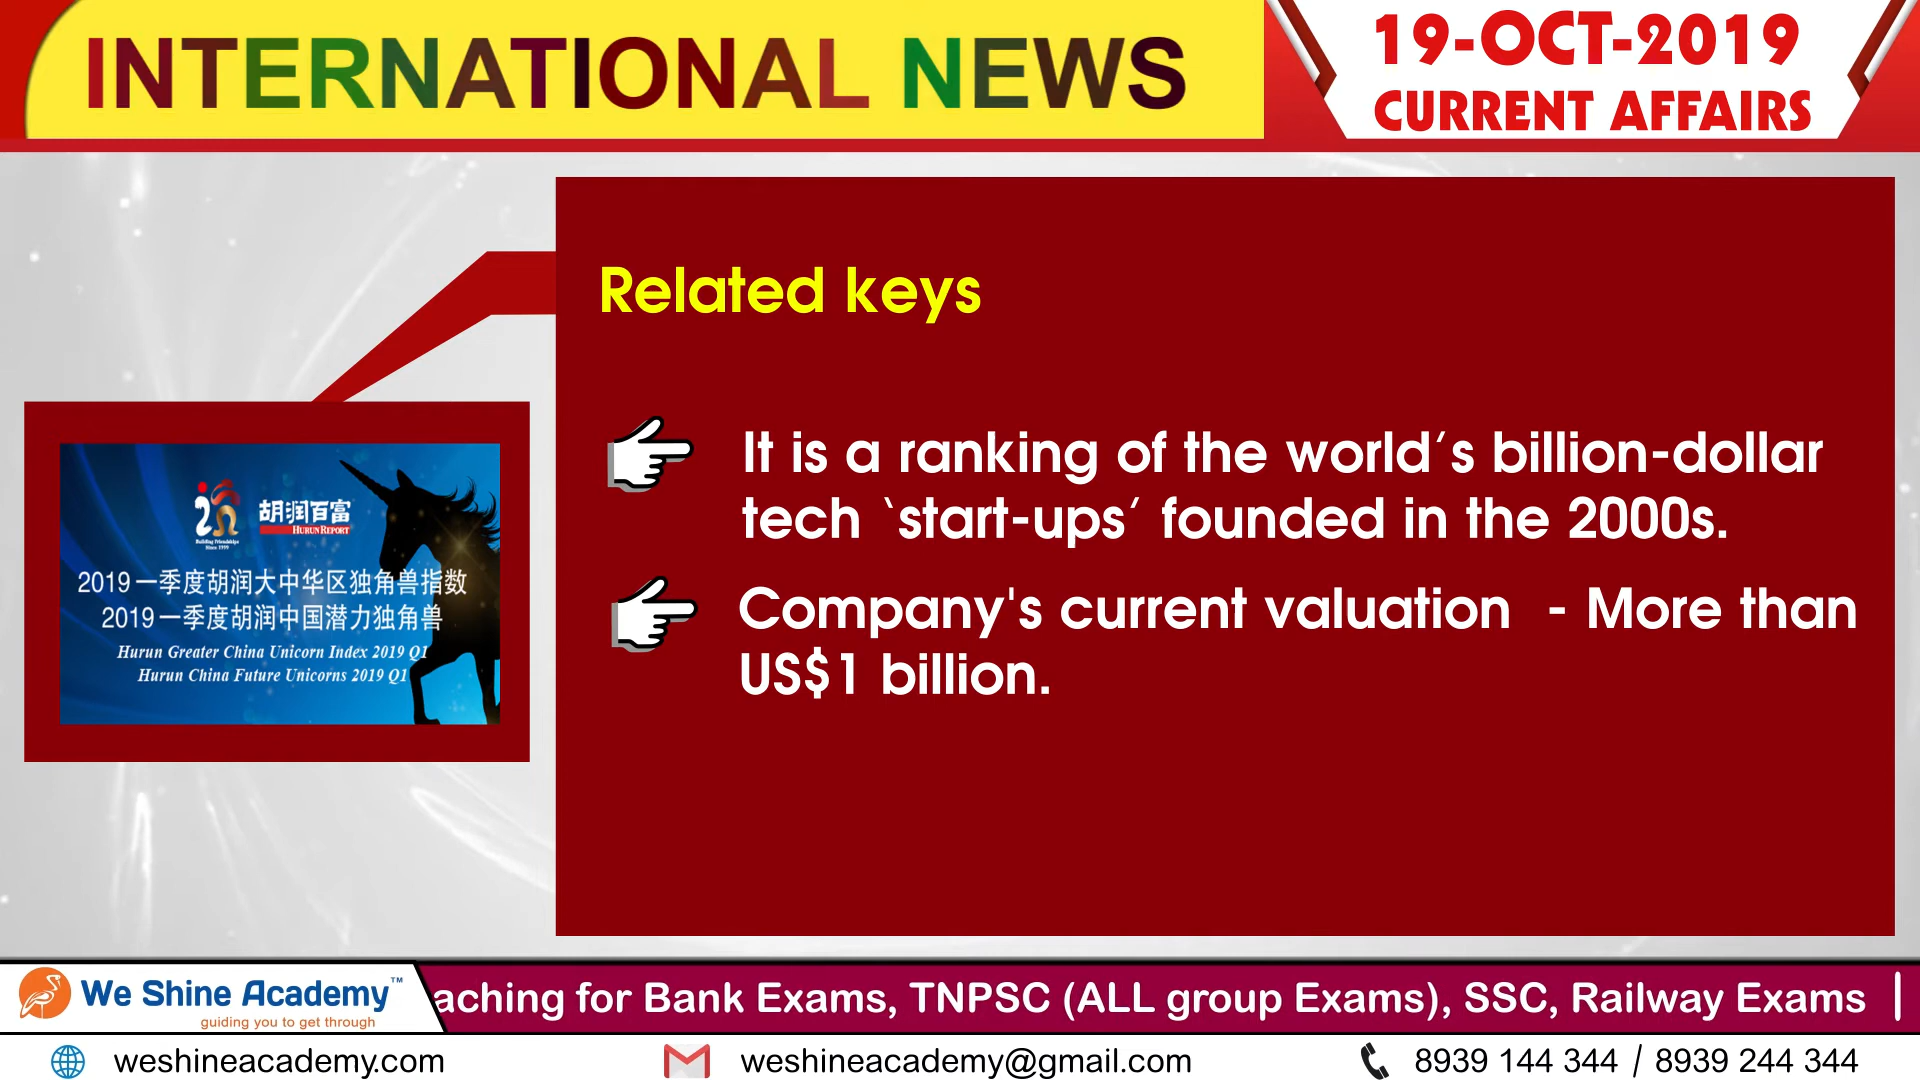 INTERNATIONAL NEWS
19-OCT-2019
CURRENT AFFAIRS
Related keys
It is a ranking of the world′s billion-dollar
tech ‵start-ups′ founded in the 2000s.
Company's current valuation - More than
US$1 billion.
胡润百富
HURUN REPORT
Building Friendships
Since 1999
2019一季度胡润大中华区独角兽指数
2019一季度胡润中国潜力独角兽
Hurun Greater China Unicorn Index 2019 Q1
Hurun China Future Unicorns 2019 Q1
We Shine Academy™
guiding you to get through
aching for Bank Exams, TNPSC (ALL group Exams), SSC, Railway Exams |
weshineacademy.com
weshineacademy@gmail.com
8939 144 344 / 8939 244 344